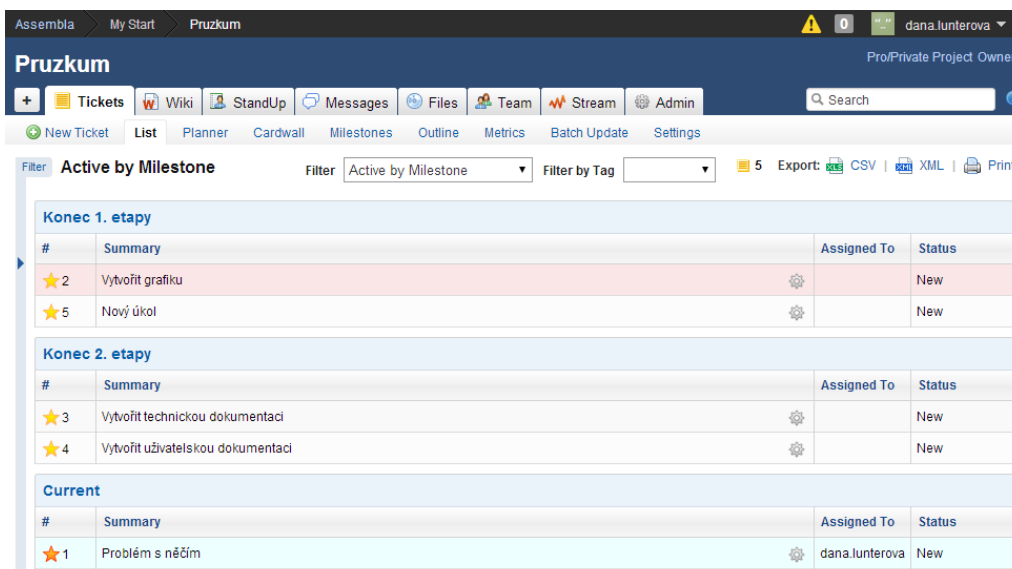 Assembla My Start Pruzkum 0 dana.lunterova
Pruzkum Pro/Private Project Owne
+ Tickets Wiki StandUp Messages Files Team Stream Admin Search
New Ticket List Planner Cardwall Milestones Outline Metrics Batch Update Settings
Filter Active by Milestone Filter Active by Milestone Filter by Tag 5 Export: CSV | XML | Print
Konec 1. etapy
# Summary Assigned To Status
2 Vytvořit grafiku New
5 Nový úkol New
Konec 2. etapy
# Summary Assigned To Status
3 Vytvořit technickou dokumentaci New
4 Vytvořit uživatelskou dokumentaci New
Current
# Summary Assigned To Status
1 Problém s něčím dana.lunterova New